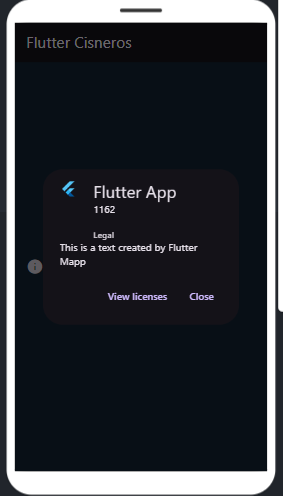 Flutter Cisneros
Flutter App
1162
Legal
This is a text created by Flutter
Mapp
View licenses Close